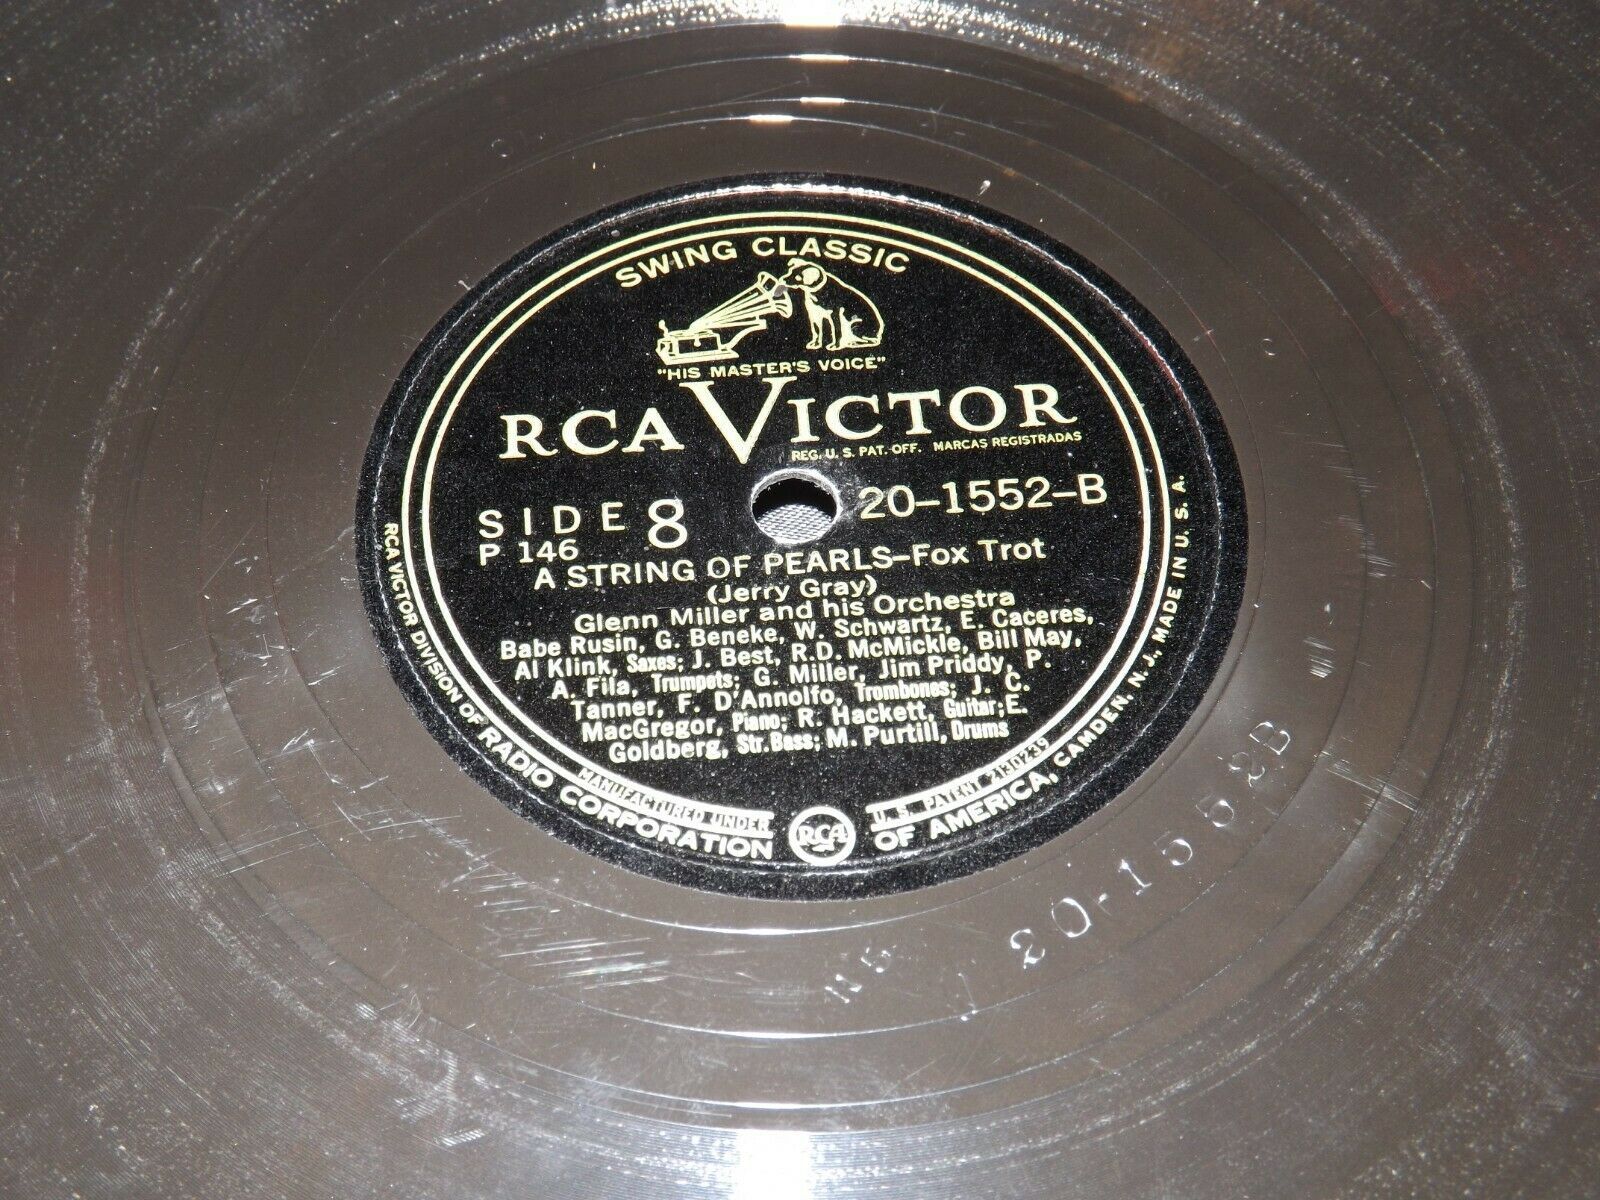 SWING CLASSIC
"HIS MASTER'S VOICE"
RCA VICTOR
REG. U. S. PAT. OFF. MARCAS REGISTRADAS
SIDE 8
20-1552-B
P 146
A STRING OF PEARLS—Fox Trot
(Jerry Gray)
Glenn Miller and his Orchestra
Babe Rusin, G. Beneke, W. Schwartz, E. Caceres,
Al Klink, Saxes; J. Best, R.D. McMickle, Bill May,
A. Fila, Trumpets; G. Miller, Jim Priddy, P.
Tanner, F. D'Annolfo, Trombones; J. C.
MacGregor, Piano; R. Hackett, Guitar; E.
Goldberg, Str. Bass; M. Purtill, Drums
MANUFACTURED UNDER
RCA
U. S. PATENT 2130239
RCA VICTOR DIVISION OF RADIO CORPORATION OF AMERICA, CAMDEN, N. J., MADE IN U. S. A.
20-1552B